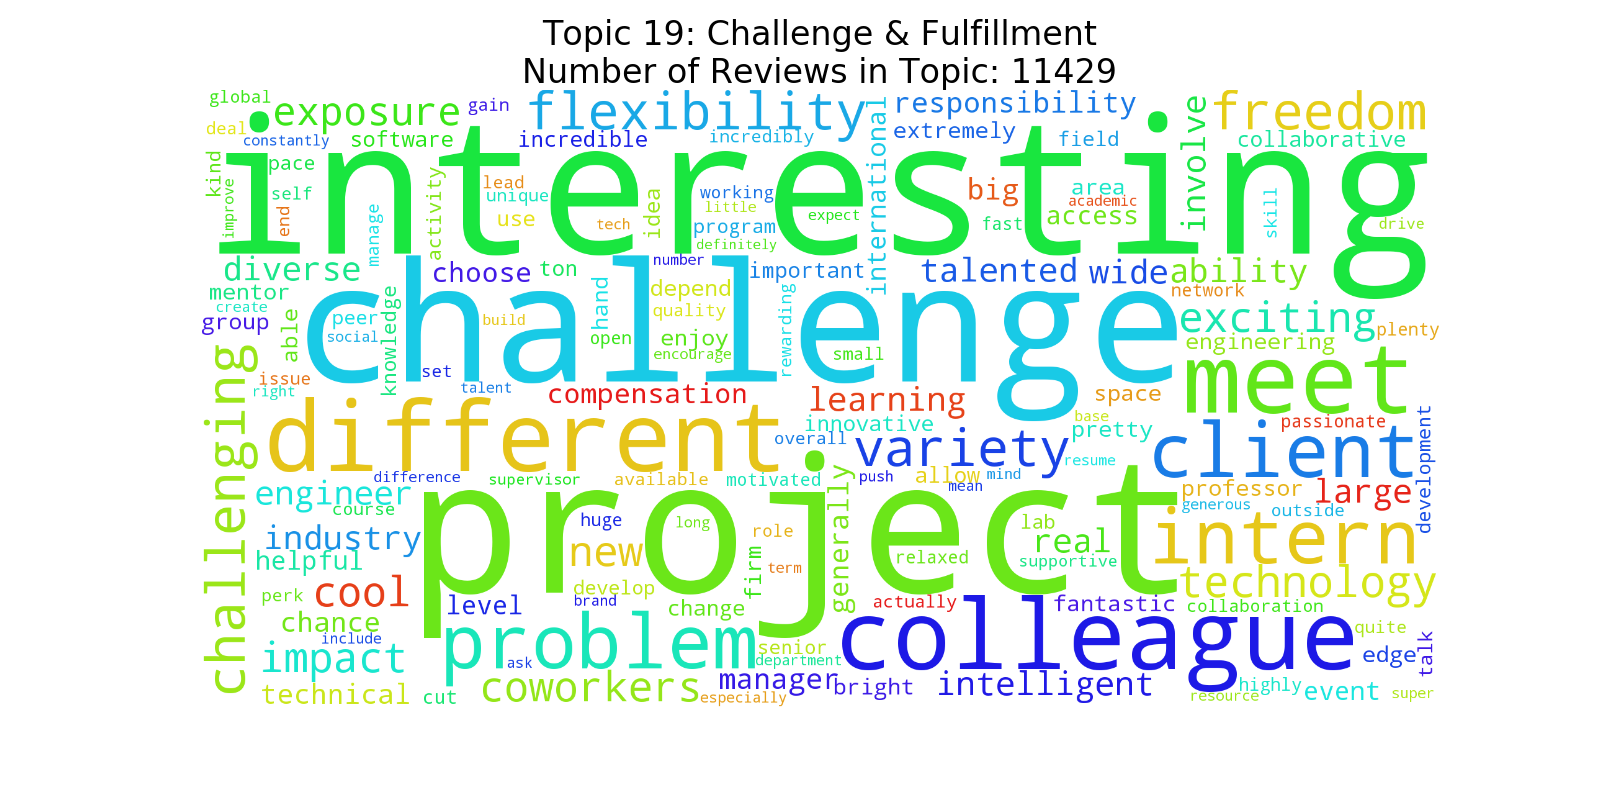 Topic 19: Challenge & Fulfillment
Number of Reviews in Topic: 11429
global
exposure
gain
flexibility
international
responsibility
involve
freedom
deal
constantly
software
incredible
incredibly
extremely
field
collaborative
interesting
kind
pace
improve
self
end
manage
activity
lead
unique
use
tech
idea
working
little
program
definitely
expect
big
fast
area
academic
access
skill
drive
diverse
choose
ton
number
important
talented
wide
ability
mentor
create
group
able
peer
social
knowledge
challenge
build
hand
open
depend
quality
enjoy
encourage
rewarding
small
network
exciting
plenty
engineering
challenging
issue
right
set
talent
compensation
learning
space
meet
different
innovative
overall
variety
base
pretty
resume
passionate
client
development
difference
supervisor
available
motivated
generally
push
allow
mean
mind
professor
generous
large
outside
engineer
course
project
industry
helpful
huge
long
new
role
lab
real
relaxed
supportive
intern
technology
perk
cool
develop
term
firm
brand
level
change
actually
fantastic
collaboration
chance
include
impact
problem
ask
senior
department
colleague
quite
edge
talk
technical
cut
coworkers
manager
especially
bright
intelligent
highly
resource
event
super